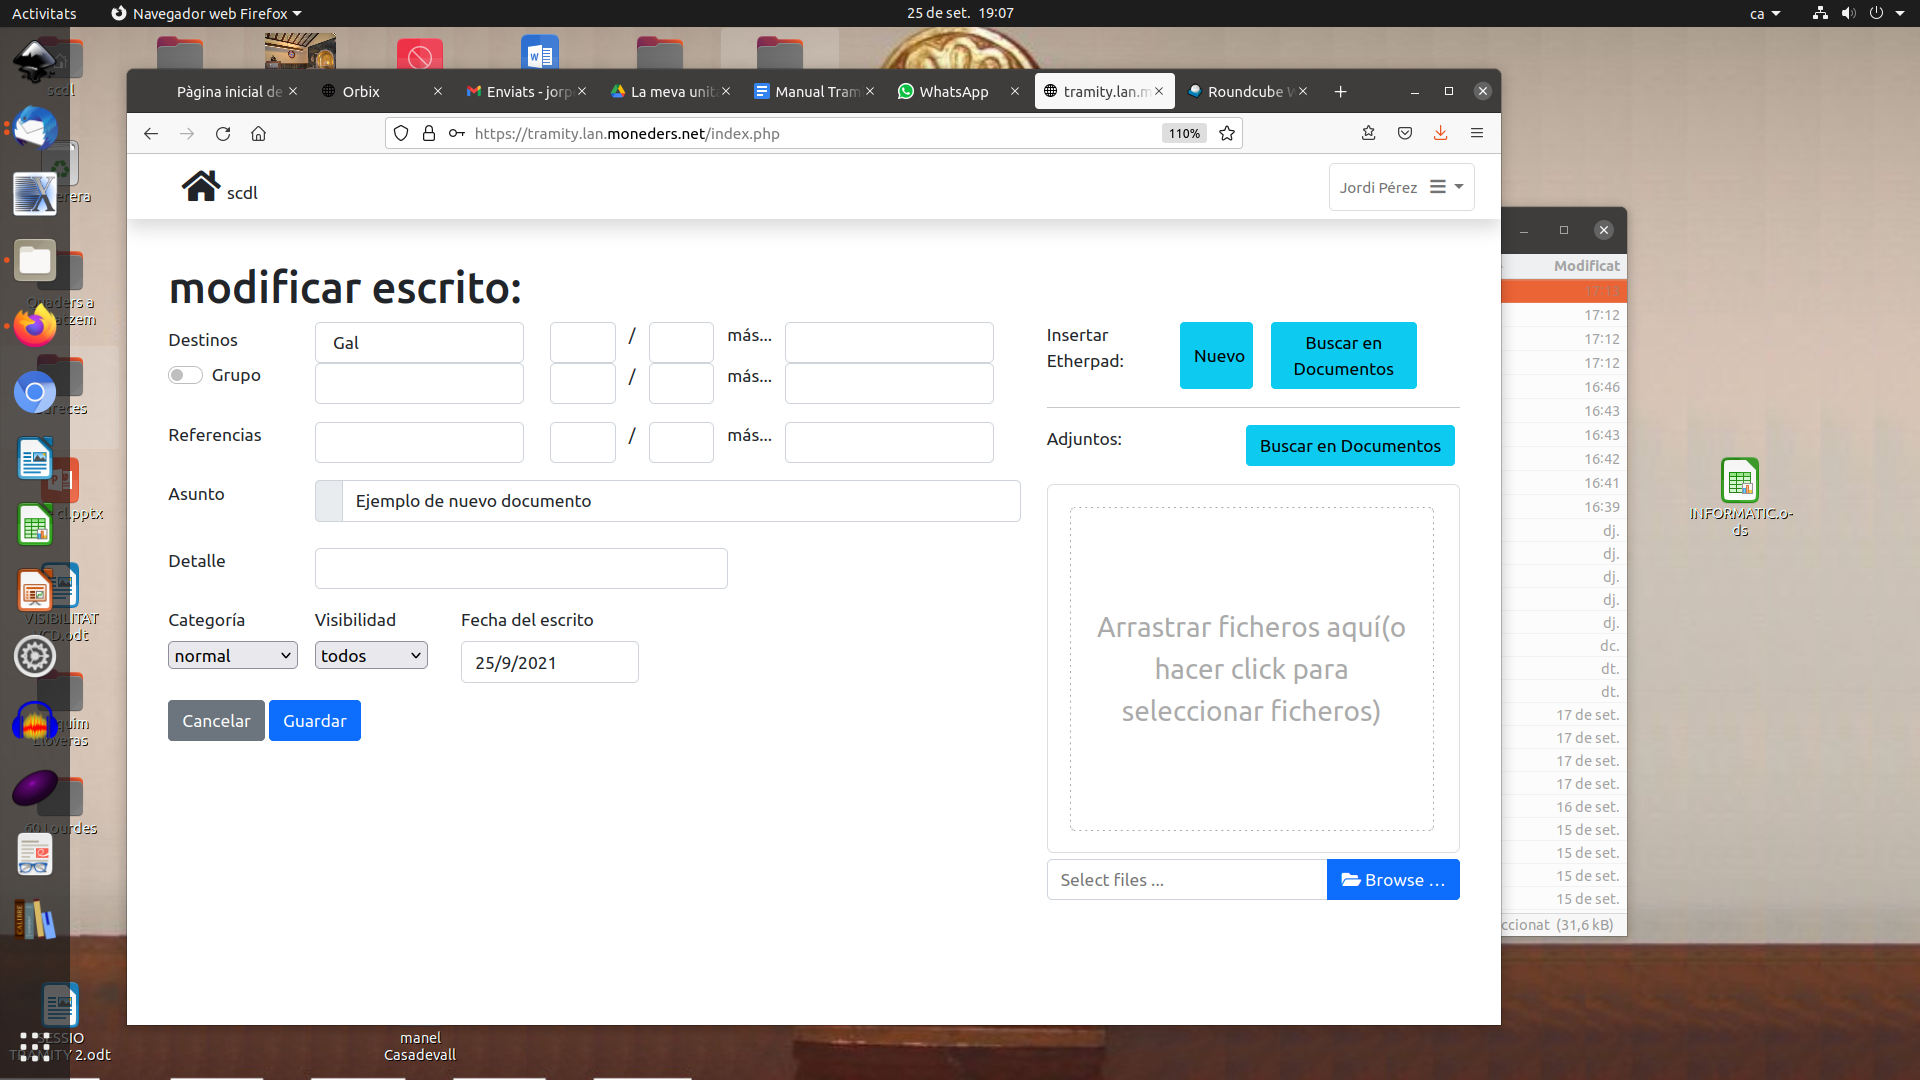 Activitats
Navegador web Firefox
25 de set. 19:07
ca
Pàgina inicial de
Orbix
Enviats - jorp
La meva unita
Manual Tram
WhatsApp
tramity.lan.m
Roundcube W
https://tramity.lan.moneders.net/index.php
110%
scdl
Jordi Pérez
modificar escrito:
Destinos
Gal
/
más...
Grupo
/
más...
Referencias
/
más...
Asunto
Ejemplo de nuevo documento
Detalle
Categoría
Visibilidad
Fecha del escrito
normal
todos
25/9/2021
Cancelar
Guardar
Insertar
Etherpad:
Nuevo
Buscar en
Documentos
Adjuntos:
Buscar en Documentos
Arrastrar ficheros aquí(o
hacer click para
seleccionar ficheros)
Select files ...
Browse ...
Modificat
17:12
17:12
17:12
16:46
16:43
16:43
16:42
16:41
16:39
dj.
dj.
dj.
dj.
dj.
dc.
dt.
dt.
17 de set.
17 de set.
17 de set.
17 de set.
16 de set.
15 de set.
15 de set.
15 de set.
15 de set.
ccionat (31,6 kB)
INFORMATIC.o-
ds
scdl
cl.pptx
VISIBILITAT
CD.odt
60 Lourdes
SESSIO
TRAMITY 2.odt
manel
Casadevall